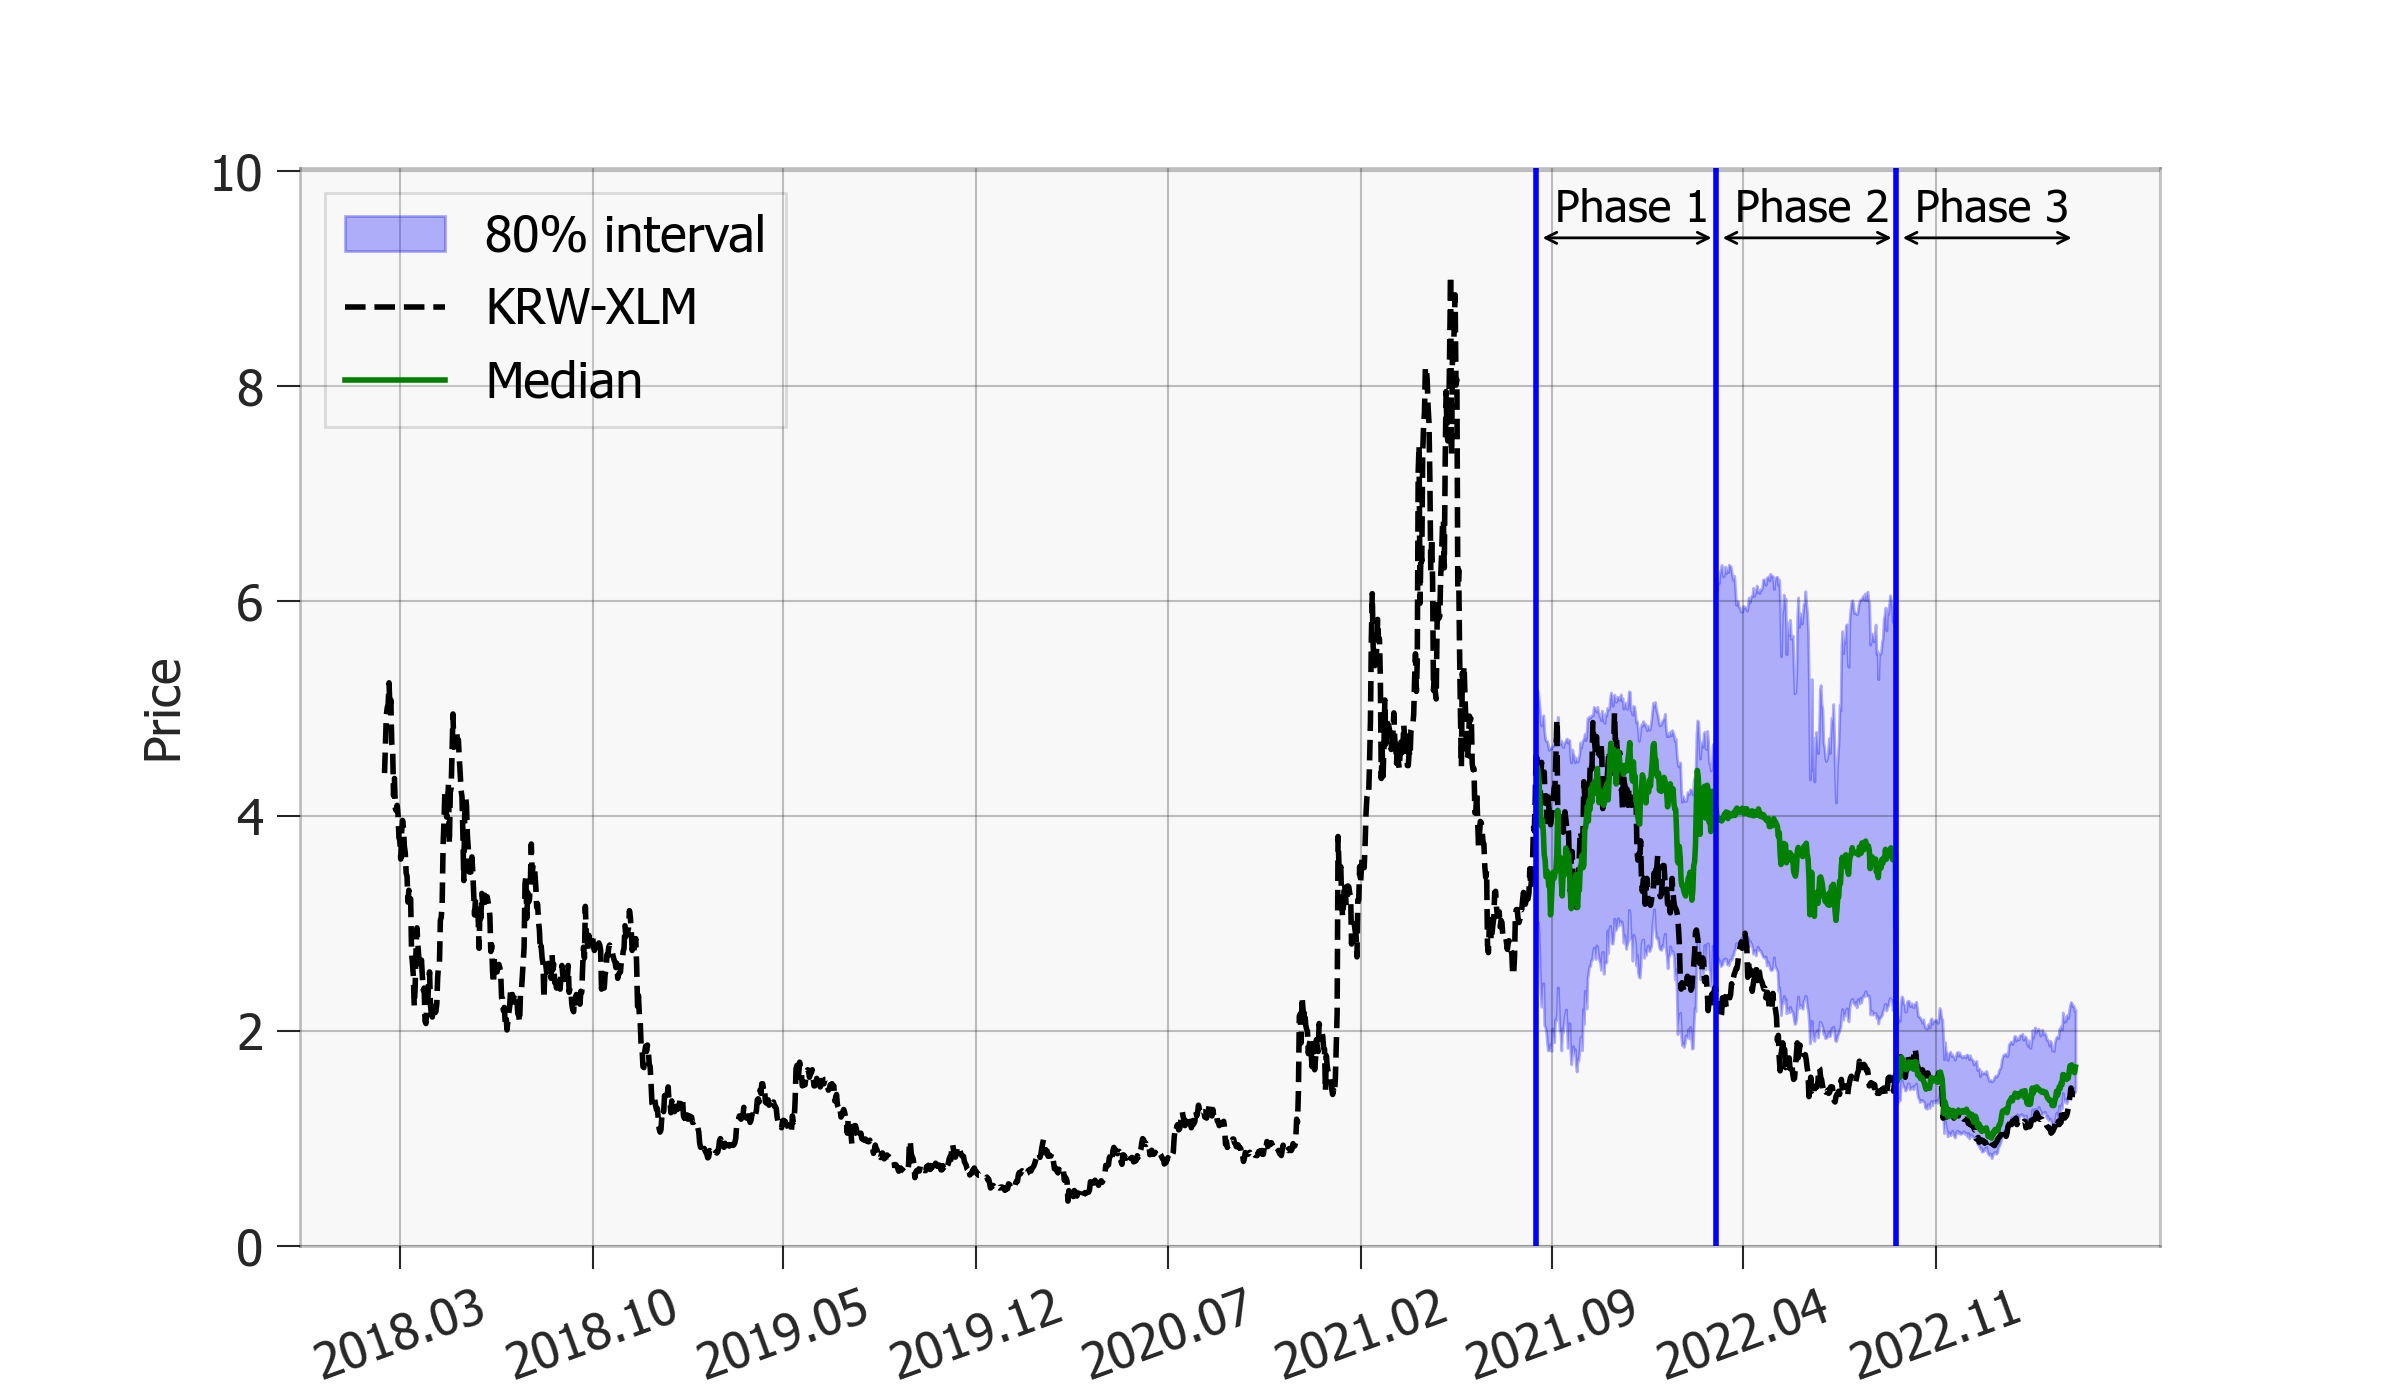 10
8
6
4
2
0
Price
80% interval
KRW-XLM
Median
Phase 1
Phase 2
Phase 3
2018.03
2018.10
2019.05
2019.12
2020.07
2021.02
2021.09
2022.04
2022.11